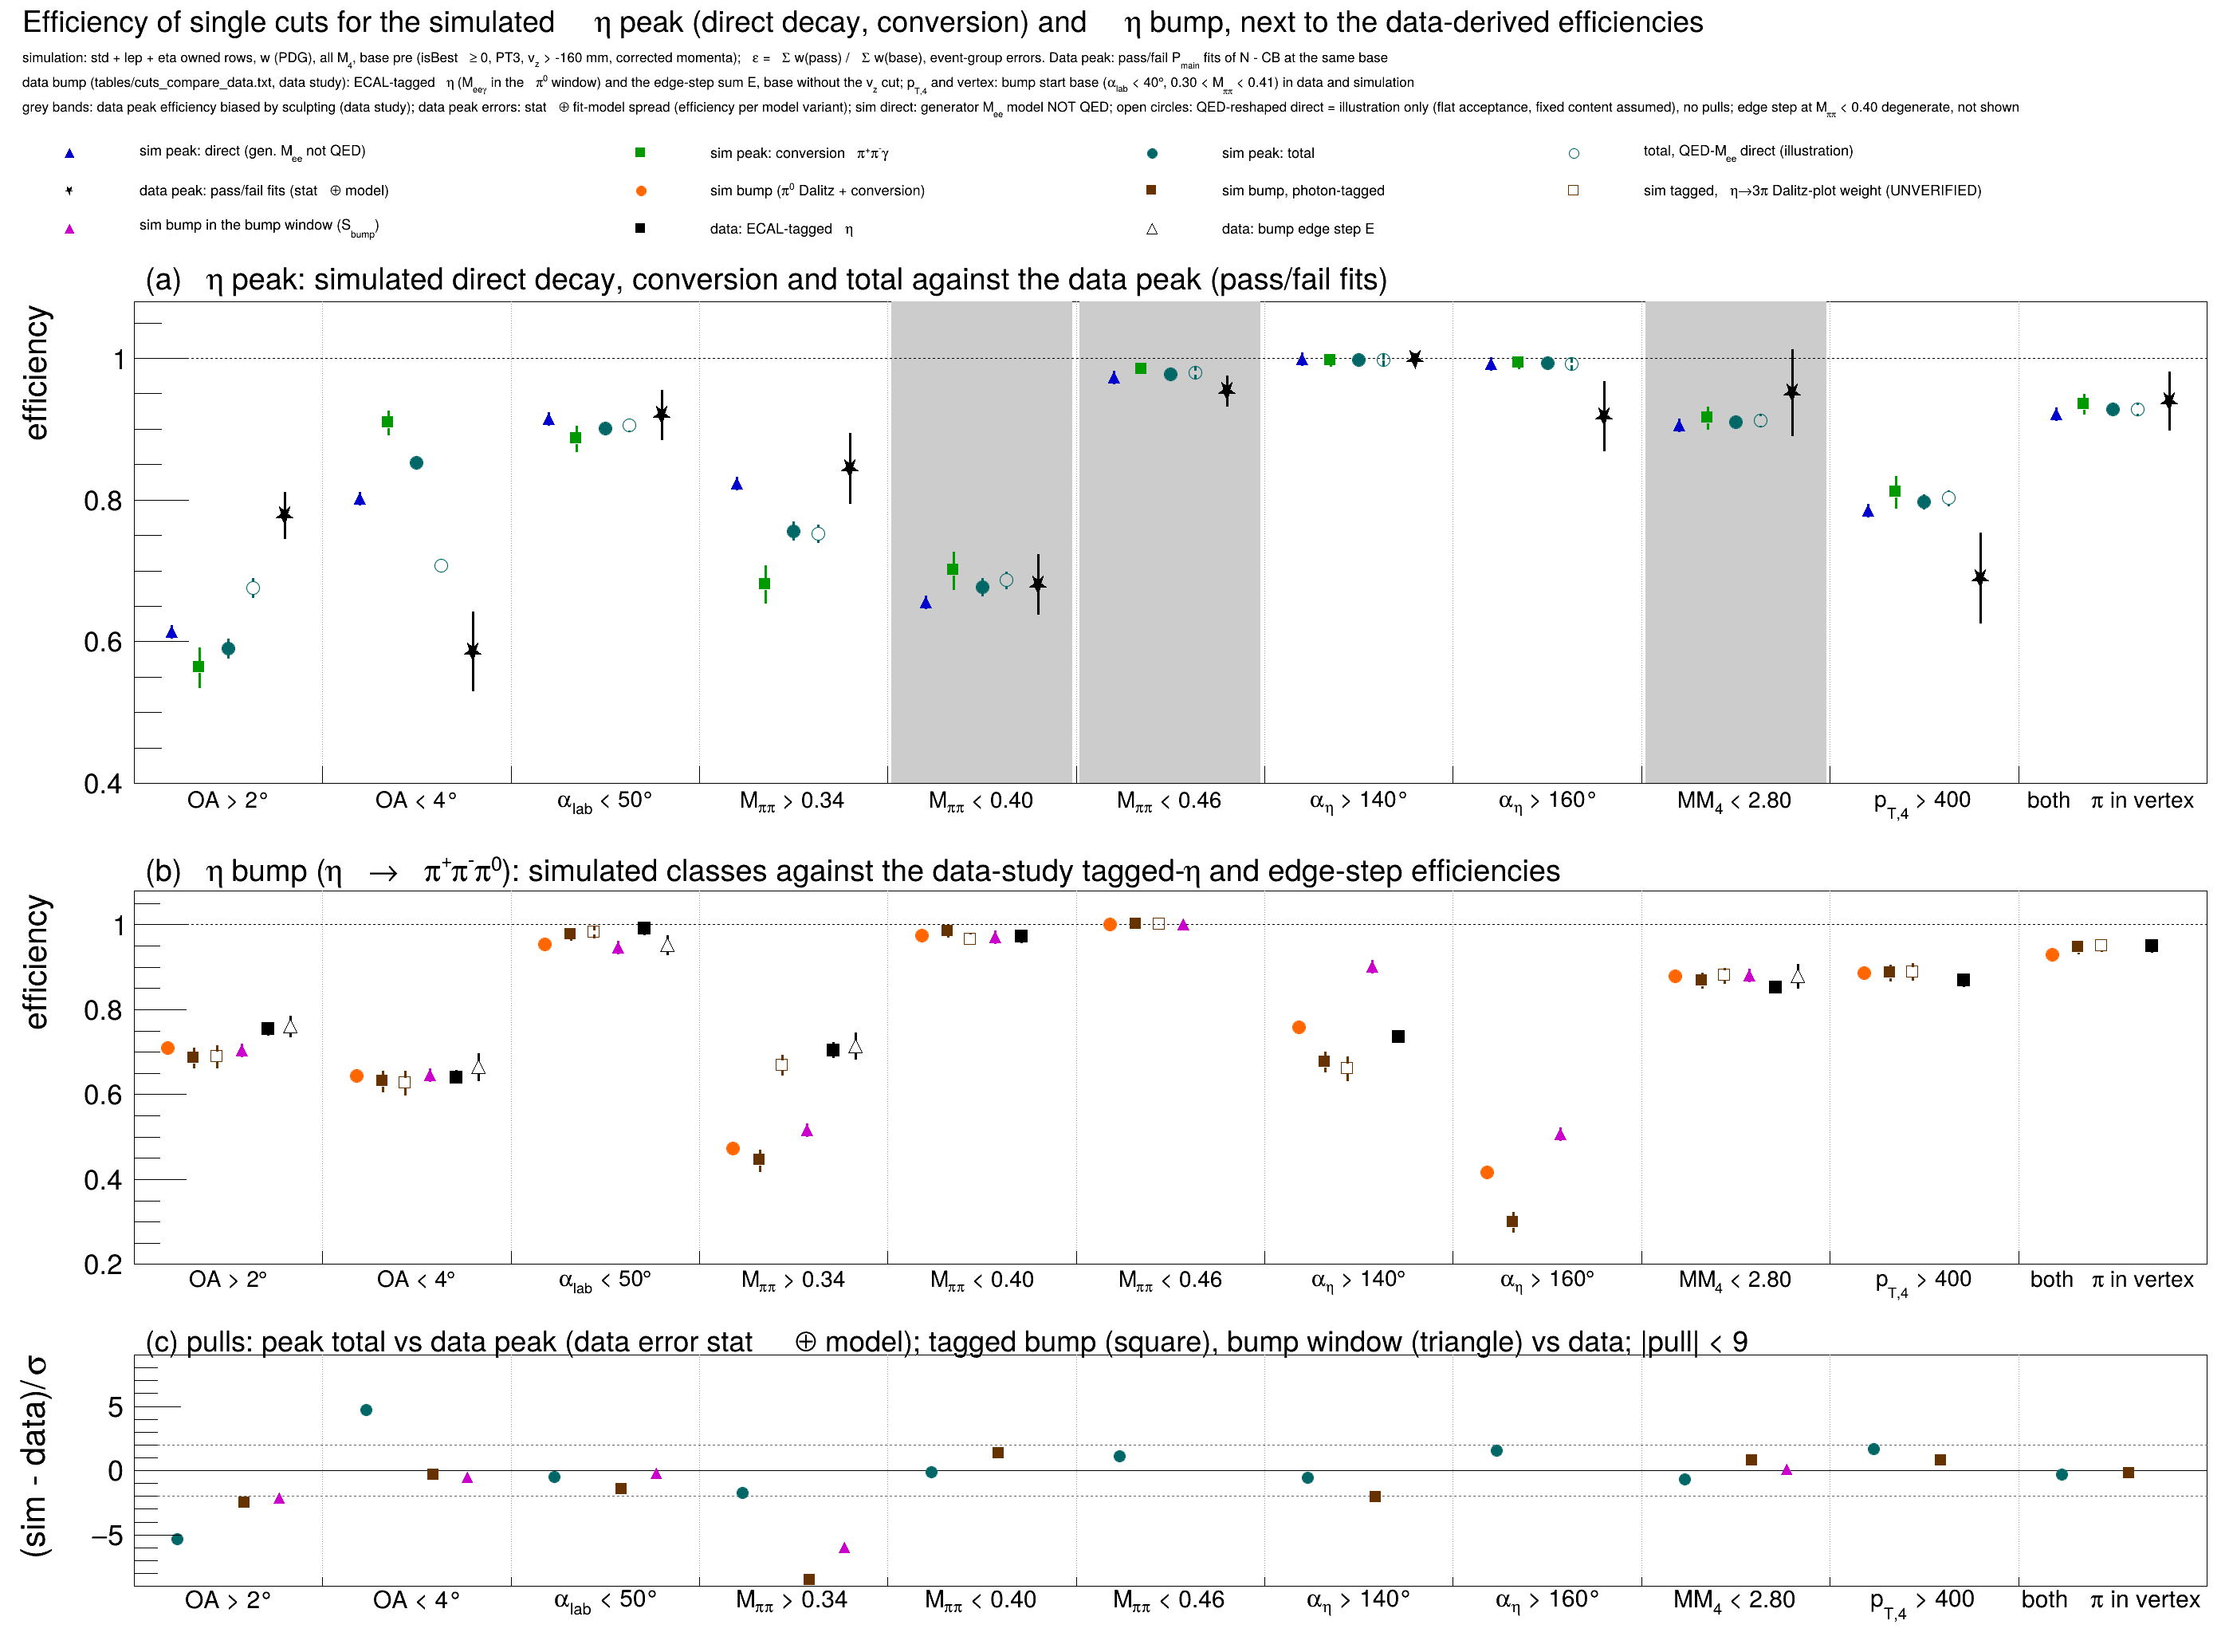 Efficiency of single cuts for the simulated η peak (direct decay, conversion) and η bump, next to the data-derived efficiencies
simulation: std + lep + eta owned rows, w (PDG), all M4, base pre (isBest ≥ 0, PT3, vz > -160 mm, corrected momenta); ε = Σ w(pass) / Σ w(base), event-group errors. Data peak: pass/fail Pmain fits of N - CB at the same base
data bump (tables/cuts_compare_data.txt, data study): ECAL-tagged η (Meeγ in the π0 window) and the edge-step sum E, base without the vz cut; pT,4 and vertex: bump start base (αlab < 40°, 0.30 < Mππ < 0.41) in data and simulation
grey bands: data peak efficiency biased by sculpting (data study); data peak errors: stat ⊕ fit-model spread (efficiency per model variant); sim direct: generator Mee model NOT QED; open circles: QED-reshaped direct = illustration only (flat acceptance, fixed content assumed), no pulls; edge step at Mππ < 0.40 degenerate, not shown
sim peak: direct (gen. Mee not QED) sim peak: conversion π+π-γ sim peak: total total, QED-Mee direct (illustration)
data peak: pass/fail fits (stat ⊕ model) sim bump (π0 Dalitz + conversion) sim bump, photon-tagged sim tagged, η→3π Dalitz-plot weight (UNVERIFIED)
sim bump in the bump window (Sbump) data: ECAL-tagged η data: bump edge step E
(a) η peak: simulated direct decay, conversion and total against the data peak (pass/fail fits)
efficiency
1
0.8
0.6
0.4
OA > 2° OA < 4° αlab < 50° Mππ > 0.34 Mππ < 0.40 Mππ < 0.46 αη > 140° αη > 160° MM4 < 2.80 pT,4 > 400 both π in vertex
(b) η bump (η → π+π-π0): simulated classes against the data-study tagged-η and edge-step efficiencies
efficiency
1
0.8
0.6
0.4
0.2
OA > 2° OA < 4° αlab < 50° Mππ > 0.34 Mππ < 0.40 Mππ < 0.46 αη > 140° αη > 160° MM4 < 2.80 pT,4 > 400 both π in vertex
(c) pulls: peak total vs data peak (data error stat ⊕ model); tagged bump (square), bump window (triangle) vs data; |pull| < 9
(sim - data)/σ
5
0
−5
OA > 2° OA < 4° αlab < 50° Mππ > 0.34 Mππ < 0.40 Mππ < 0.46 αη > 140° αη > 160° MM4 < 2.80 pT,4 > 400 both π in vertex